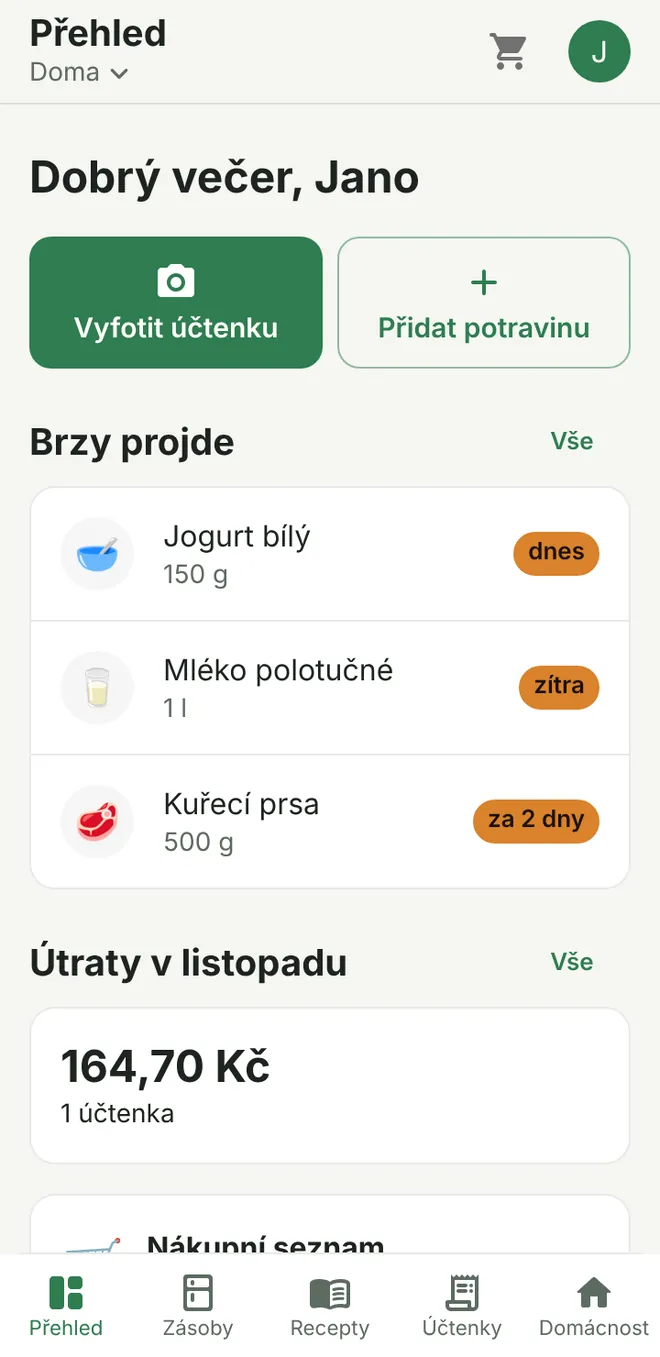 Přehled
Doma
J
Dobrý večer, Jano
Vyfotit účtenku
Přidat potravinu
Brzy projde
Vše
Jogurt bílý
150 g
dnes
Mléko polotučné
1 l
zítra
Kuřecí prsa
500 g
za 2 dny
Útraty v listopadu
Vše
164,70 Kč
1 účtenka
Nákupní seznam
Přehled
Zásoby
Recepty
Účtenky
Domácnost